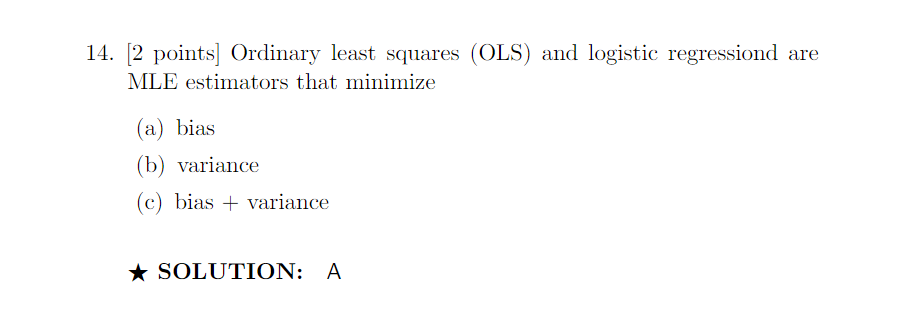 14. [2 points] Ordinary least squares (OLS) and logistic regressiond are
MLE estimators that minimize
(a) bias
(b) variance
(c) bias + variance
★ SOLUTION: A